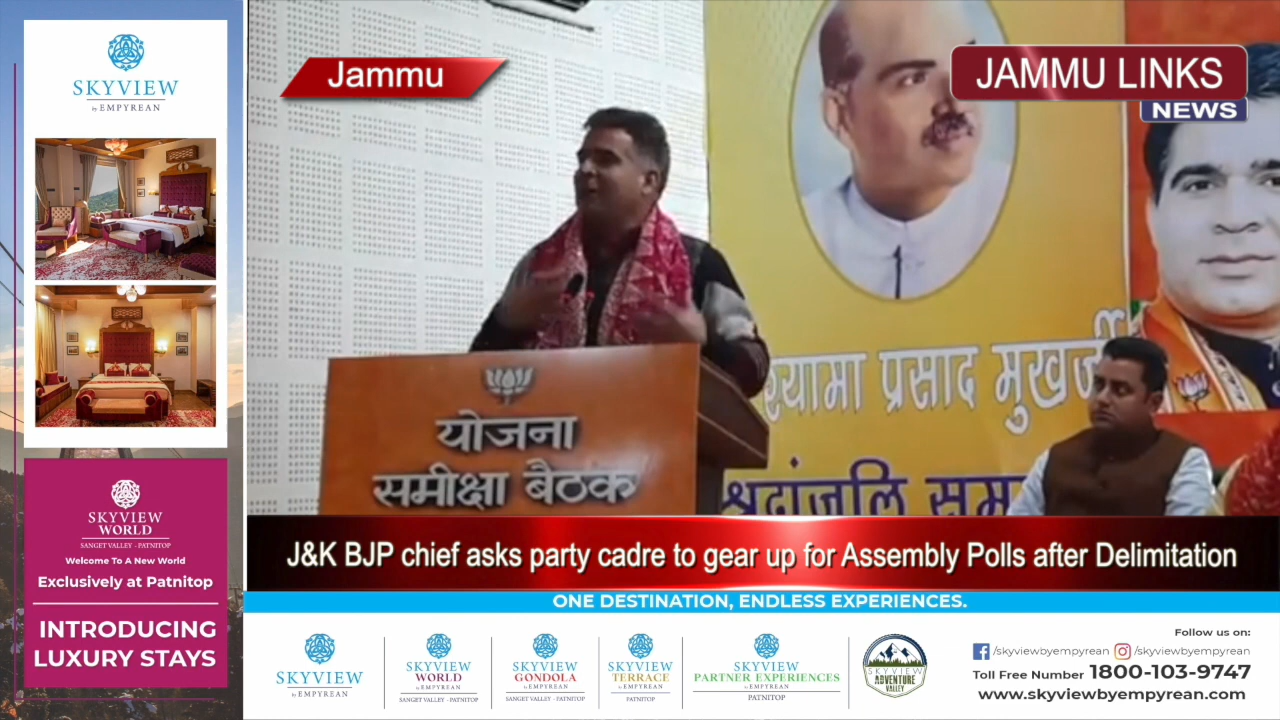 SKYVIEW
by EMPYREAN
SKYVIEW
WORLD
SANGET VALLEY - PATNITOP
Welcome To A New World
Exclusively at Patnitop
INTRODUCING
LUXURY STAYS
Jammu
JAMMU LINKS
NEWS
श्यामा प्रसाद मुखर्जी
योजना
समीक्षा बैठक
श्रद्धांजलि
J&K BJP chief asks party cadre to gear up for Assembly Polls after Delimitation
ONE DESTINATION, ENDLESS EXPERIENCES.
SKYVIEW
by EMPYREAN
SKYVIEW
WORLD
by EMPYREAN
SANGET VALLEY - PATNITOP
SKYVIEW
GONDOLA
by EMPYREAN
SANGET VALLEY - PATNITOP
SKYVIEW
TERRACE
by EMPYREAN
PATNITOP
SKYVIEW
PARTNER EXPERIENCES
by EMPYREAN
PATNITOP
SKYVIEW
ADVENTURE
VALLEY
Follow us on:
/skyviewbyempyrean /skyviewbyempyrean
Toll Free Number 1800-103-9747
www.skyviewbyempyrean.com